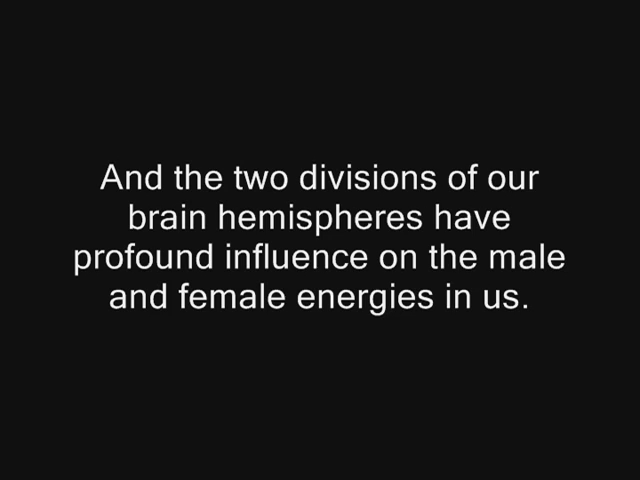 And the two divisions of our
brain hemispheres have
profound influence on the male
and female energies in us.